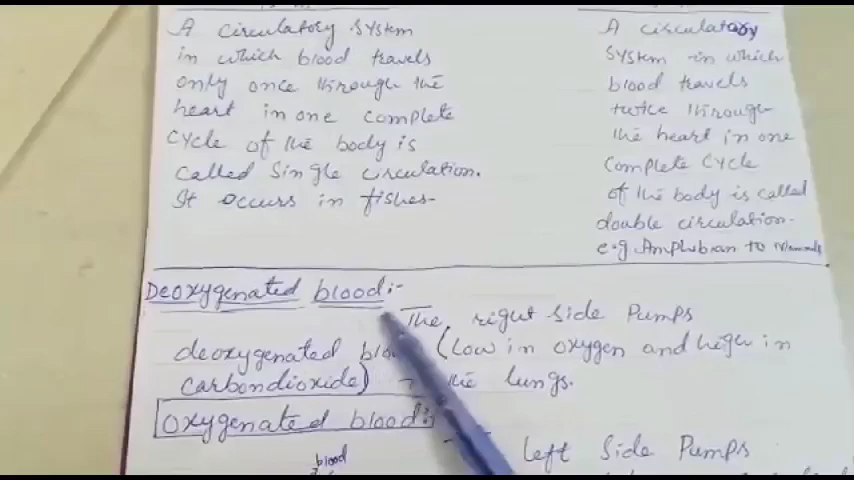 A circulatory system
in which blood travels
only once through the
heart in one complete
cycle of the body is
called single circulation.
It occurs in fishes-
A circulatory
system in which
blood travels
twice through
the heart in one
complete cycle
of the body is called
double circulation-
e.g Amphibian to
Deoxygenated blood:-
The right side Pumps
deoxygenated (low in oxygen and high in
carbondioxide) the lungs.
Oxygenated blood:
left side Pumps
blood